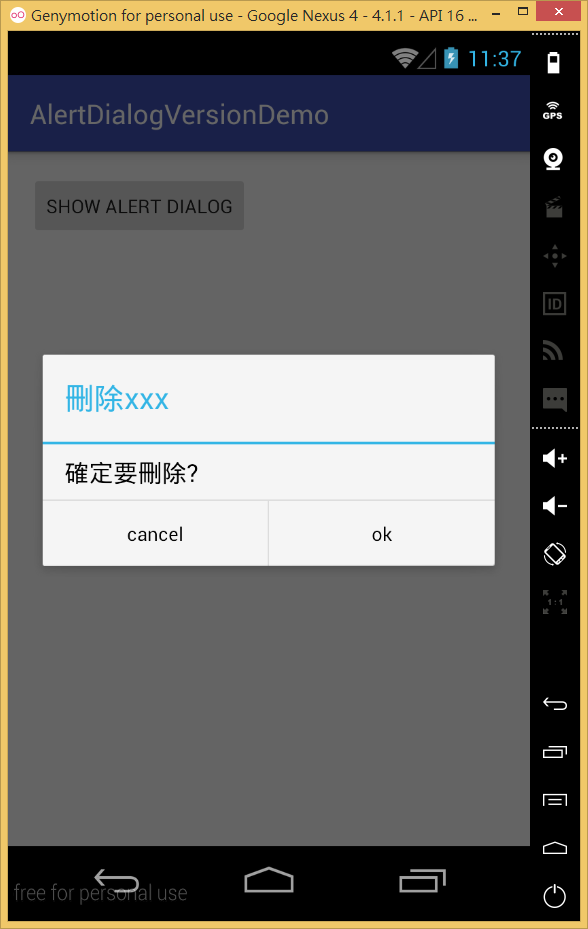 Genymotion for personal use - Google Nexus 4 - 4.1.1 - API 16 ...
11:37
GPS
AlertDialogVersionDemo
SHOW ALERT DIALOG
ID
刪除xxx
確定要刪除?
cancel
ok
1:1
free for personal use